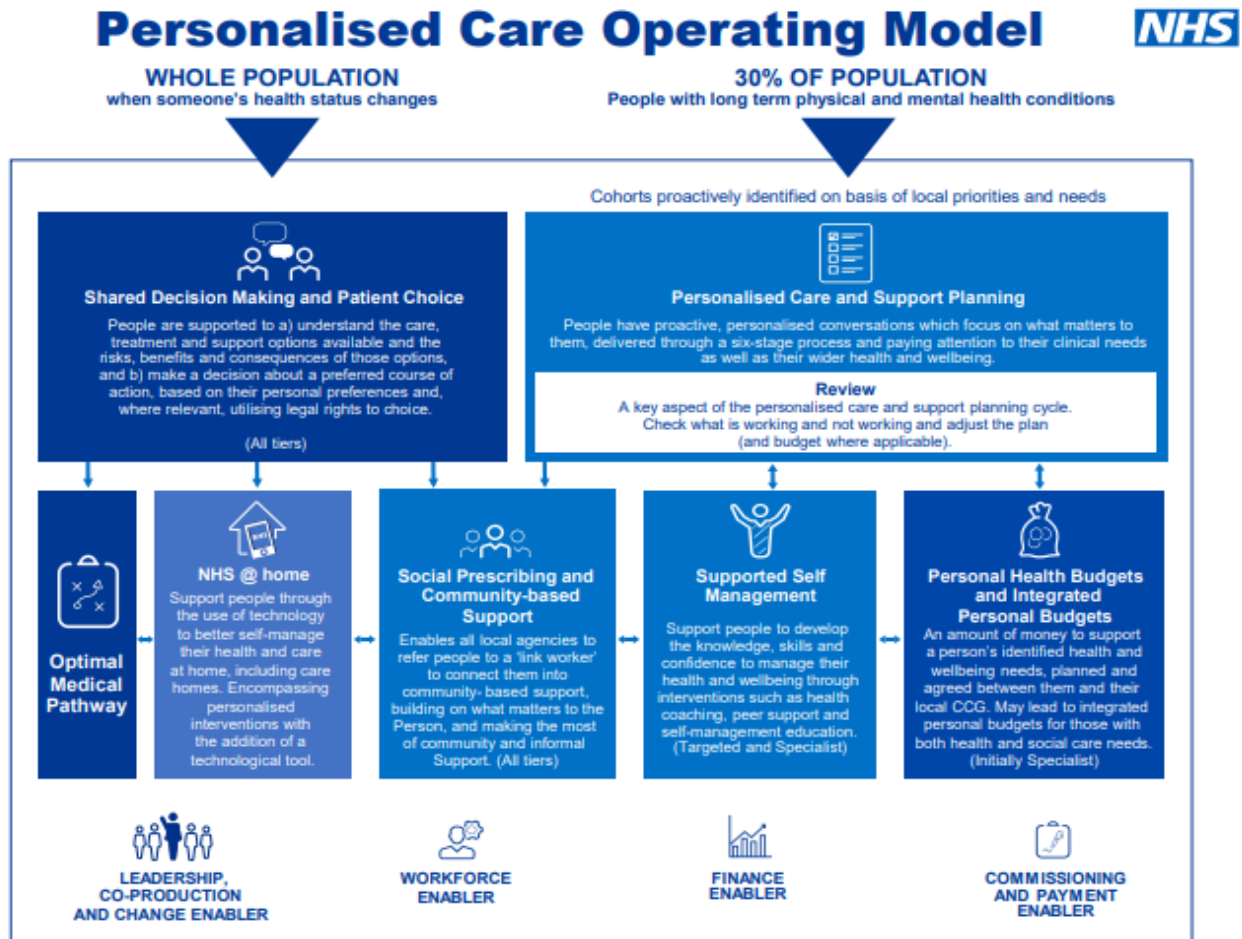 Personalised Care Operating Model
NHS
WHOLE POPULATION
when someone's health status changes
30% OF POPULATION
People with long term physical and mental health conditions
Cohorts proactively identified on basis of local priorities and needs
Shared Decision Making and Patient Choice
People are supported to a) understand the care,
treatment and support options available and the
risks, benefits and consequences of those options,
and b) make a decision about a preferred course of
action, based on their personal preferences and,
where relevant, utilising legal rights to choice.
(All tiers)
Personalised Care and Support Planning
People have proactive, personalised conversations which focus on what matters to
them, delivered through a six-stage process and paying attention to their clinical needs
as well as their wider health and wellbeing.
Review
A key aspect of the personalised care and support planning cycle.
Check what is working and not working and adjust the plan
(and budget where applicable).
Optimal
Medical
Pathway
NHS
NHS @ home
Support people through
the use of technology
to better self-manage
their health and care
at home, including care
homes. Encompassing
personalised
interventions with
the addition of a
technological tool.
Social Prescribing and
Community-based
Support
Enables all local agencies to
refer people to a 'link worker'
to connect them into
community- based support,
building on what matters to the
Person, and making the most
of community and informal
Support. (All tiers)
Supported Self
Management
Support people to develop
the knowledge, skills and
confidence to manage their
health and wellbeing through
interventions such as health
coaching, peer support and
self-management education.
(Targeted and Specialist)
Personal Health Budgets
and Integrated
Personal Budgets
An amount of money to support
a person's identified health and
wellbeing needs, planned and
agreed between them and their
local CCG. May lead to integrated
personal budgets for those with
both health and social care needs.
(Initially Specialist)
LEADERSHIP,
CO-PRODUCTION
AND CHANGE ENABLER
WORKFORCE
ENABLER
FINANCE
ENABLER
COMMISSIONING
AND PAYMENT
ENABLER